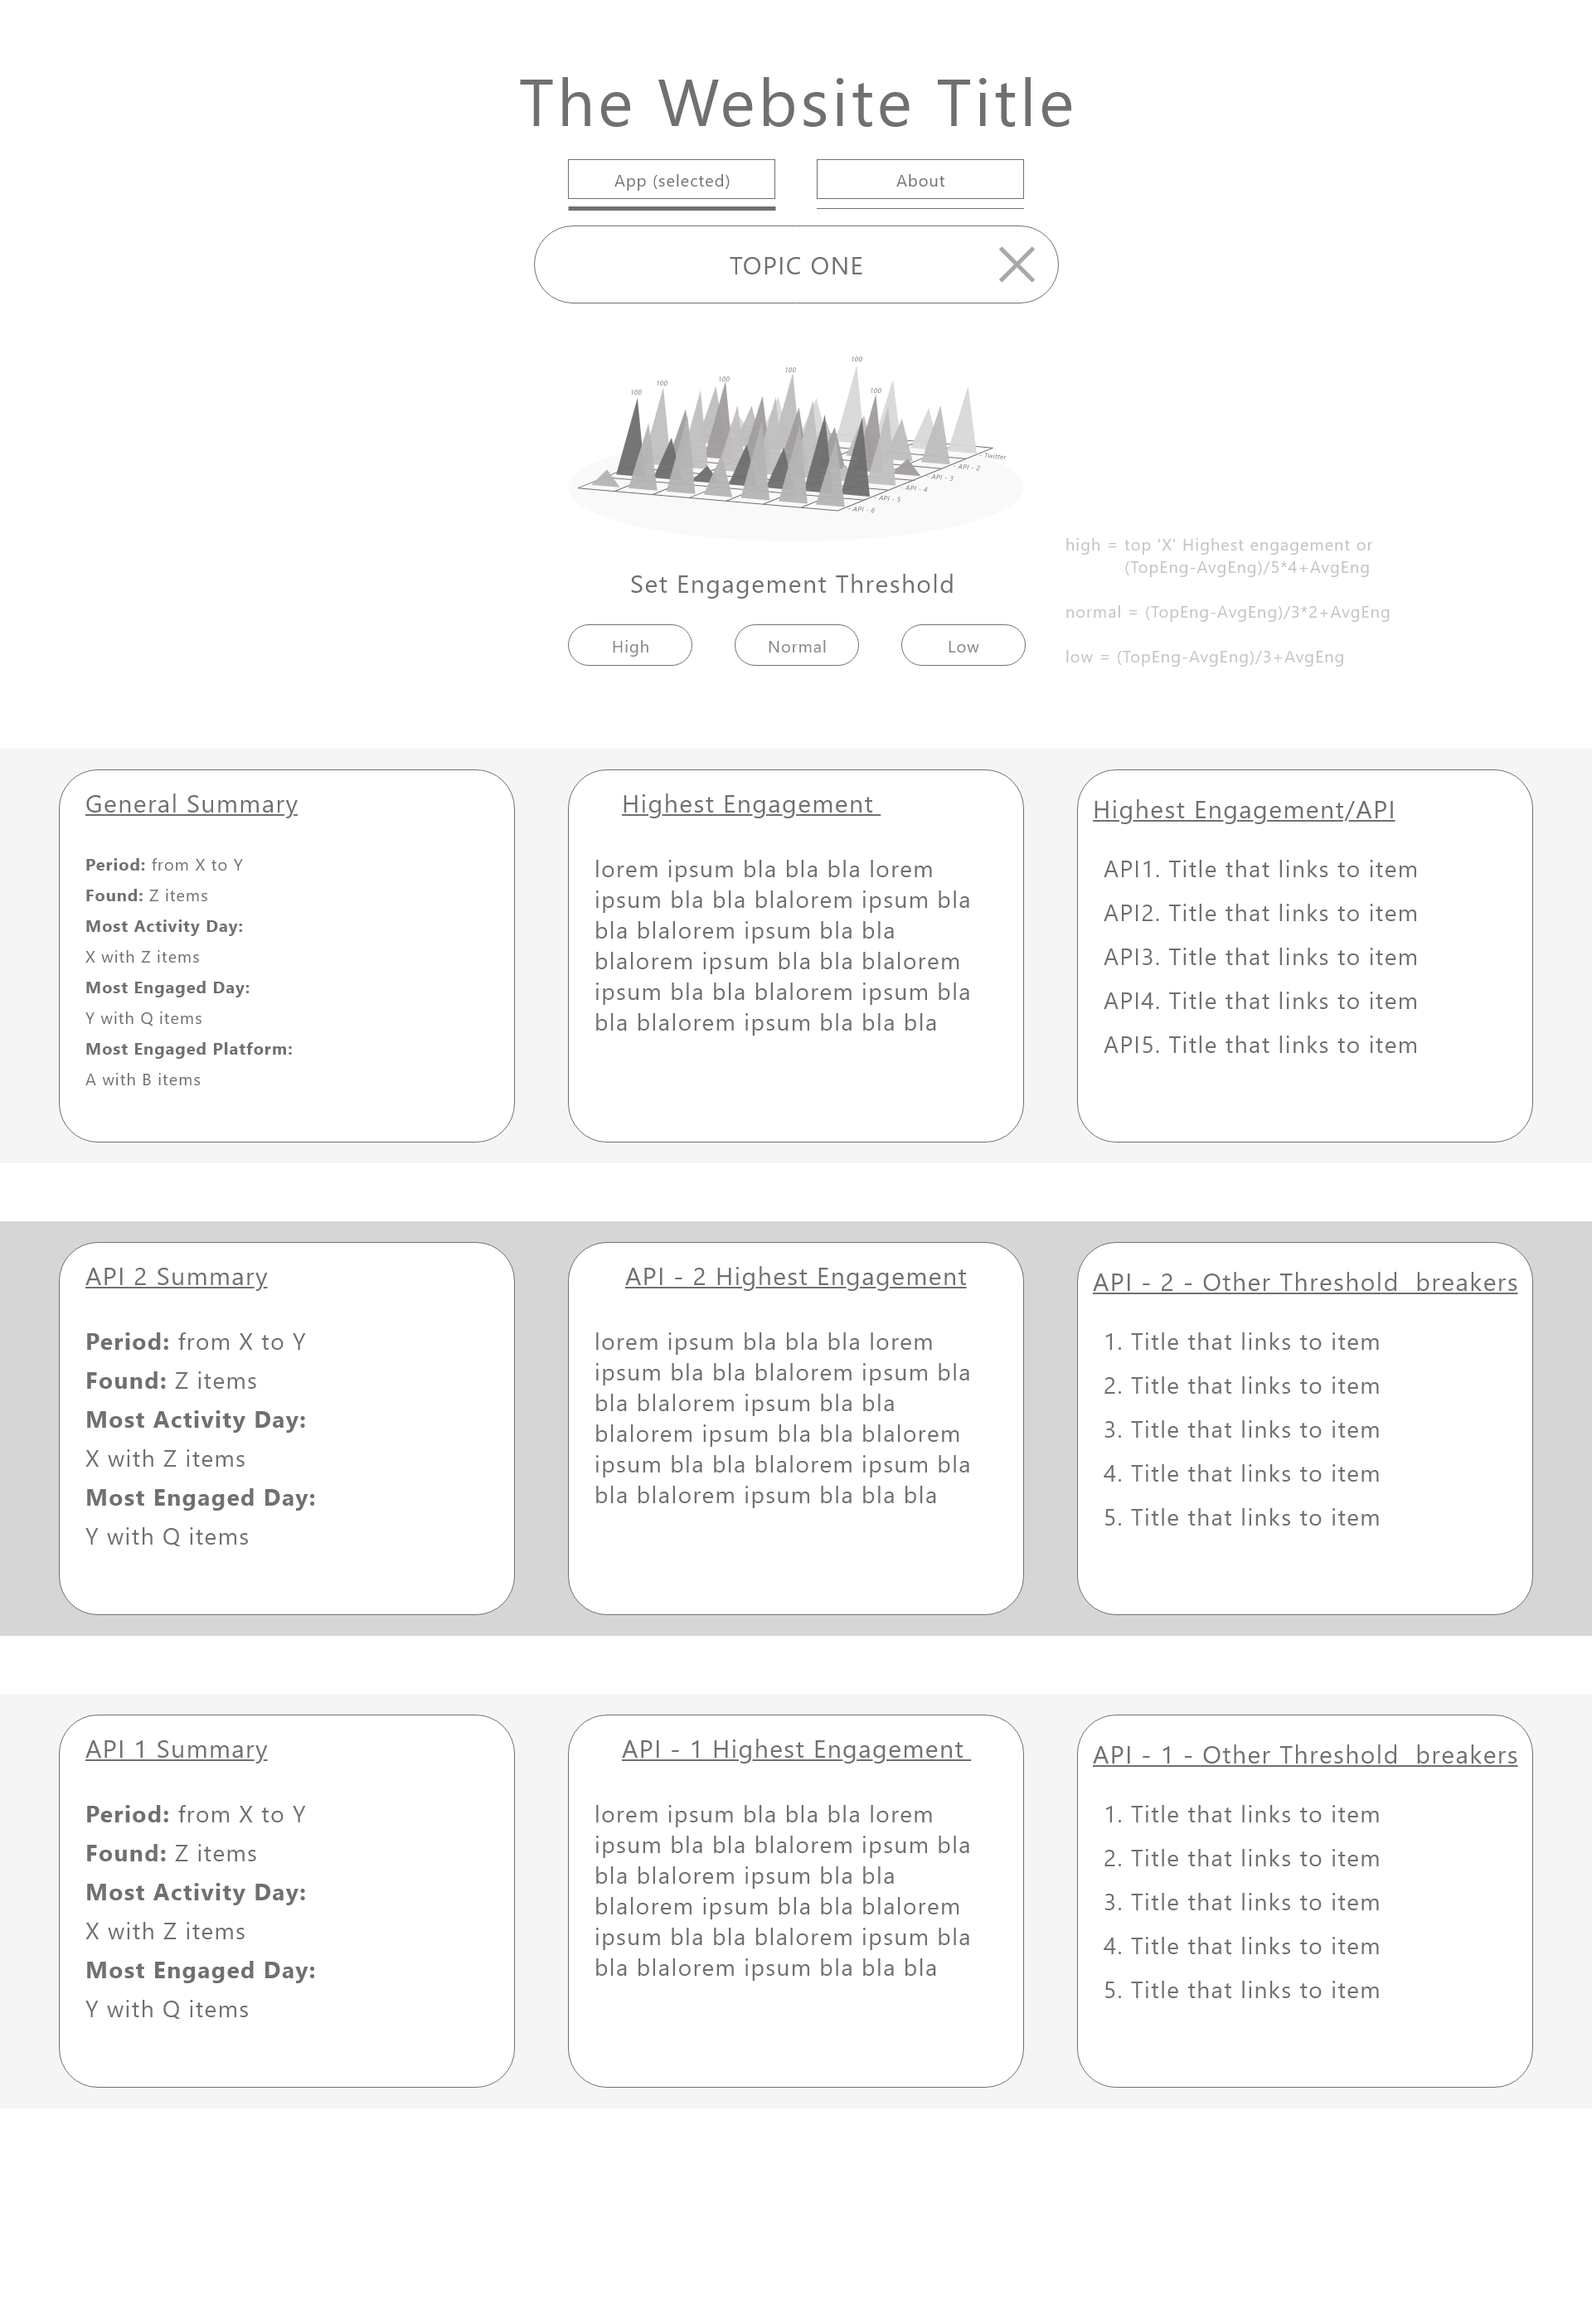 The Website Title
App (selected)
About
TOPIC ONE
100
100
100
100
100
100
- Twitter
- API - 2
- API - 3
- API - 4
- API - 5
- API - 6
high = top 'X' Highest engagement or
(TopEng-AvgEng)/5*4+AvgEng
normal = (TopEng-AvgEng)/3*2+AvgEng
low = (TopEng-AvgEng)/3+AvgEng
Set Engagement Threshold
High
Normal
Low
General Summary
Period: from X to Y
Found: Z items
Most Activity Day:
X with Z items
Most Engaged Day:
Y with Q items
Most Engaged Platform:
A with B items
Highest Engagement
lorem ipsum bla bla bla lorem
ipsum bla bla blalorem ipsum bla
bla blalorem ipsum bla bla
blalorem ipsum bla bla blalorem
ipsum bla bla blalorem ipsum bla
bla blalorem ipsum bla bla bla
Highest Engagement/API
API1. Title that links to item
API2. Title that links to item
API3. Title that links to item
API4. Title that links to item
API5. Title that links to item
API 2 Summary
Period: from X to Y
Found: Z items
Most Activity Day:
X with Z items
Most Engaged Day:
Y with Q items
API - 2 Highest Engagement
lorem ipsum bla bla bla lorem
ipsum bla bla blalorem ipsum bla
bla blalorem ipsum bla bla
blalorem ipsum bla bla blalorem
ipsum bla bla blalorem ipsum bla
bla blalorem ipsum bla bla bla
API - 2 - Other Threshold  breakers
1. Title that links to item
2. Title that links to item
3. Title that links to item
4. Title that links to item
5. Title that links to item
API 1 Summary
Period: from X to Y
Found: Z items
Most Activity Day:
X with Z items
Most Engaged Day:
Y with Q items
API - 1 Highest Engagement
lorem ipsum bla bla bla lorem
ipsum bla bla blalorem ipsum bla
bla blalorem ipsum bla bla
blalorem ipsum bla bla blalorem
ipsum bla bla blalorem ipsum bla
bla blalorem ipsum bla bla bla
API - 1 - Other Threshold  breakers
1. Title that links to item
2. Title that links to item
3. Title that links to item
4. Title that links to item
5. Title that links to item